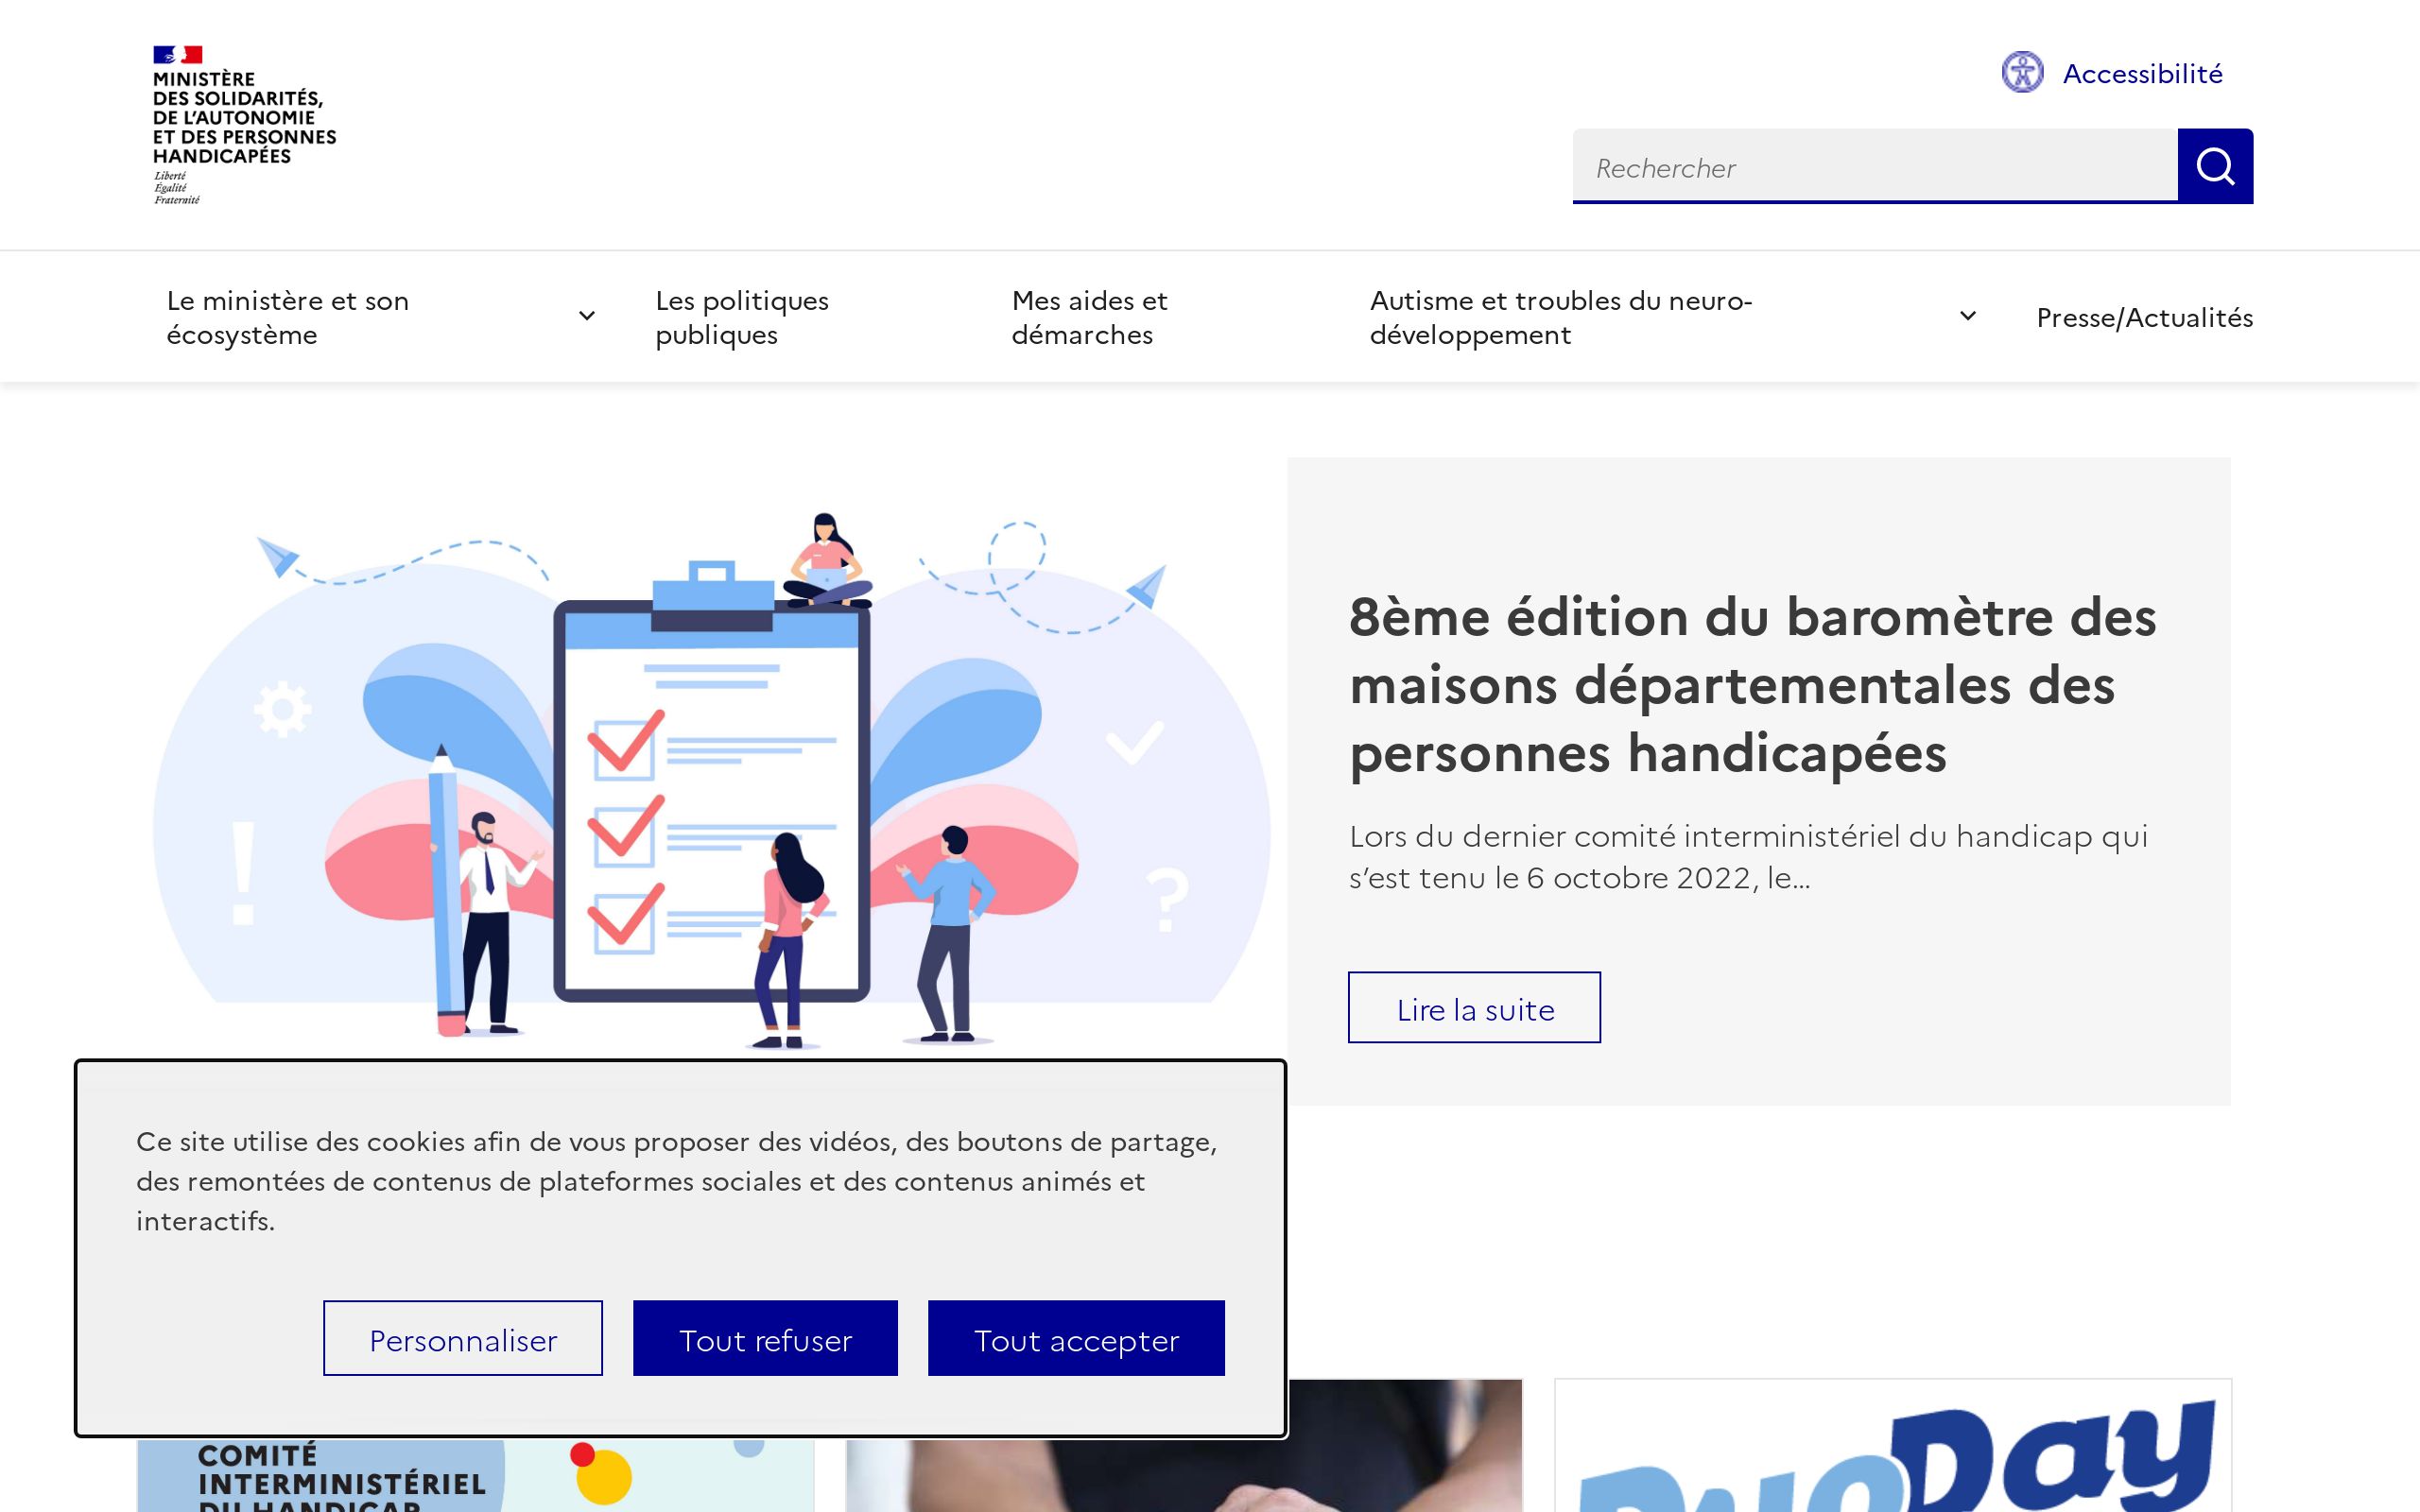 MINISTÈRE
DES SOLIDARITÉS,
DE L'AUTONOMIE
ET DES PERSONNES
HANDICAPÉES
Liberté
Égalité
Fraternité
Accessibilité
Rechercher
Le ministère et son
écosystème
Les politiques
publiques
Mes aides et
démarches
Autisme et troubles du neuro-
développement
Presse/Actualités
8ème édition du baromètre des
maisons départementales des
personnes handicapées
Lors du dernier comité interministériel du handicap qui
s’est tenu le 6 octobre 2022, le...
Lire la suite
Ce site utilise des cookies afin de vous proposer des vidéos, des boutons de partage,
des remontées de contenus de plateformes sociales et des contenus animés et
interactifs.
Personnaliser
Tout refuser
Tout accepter
COMITÉ
INTERMINISTÉRIEL
DU HANDICAP
DuoDay